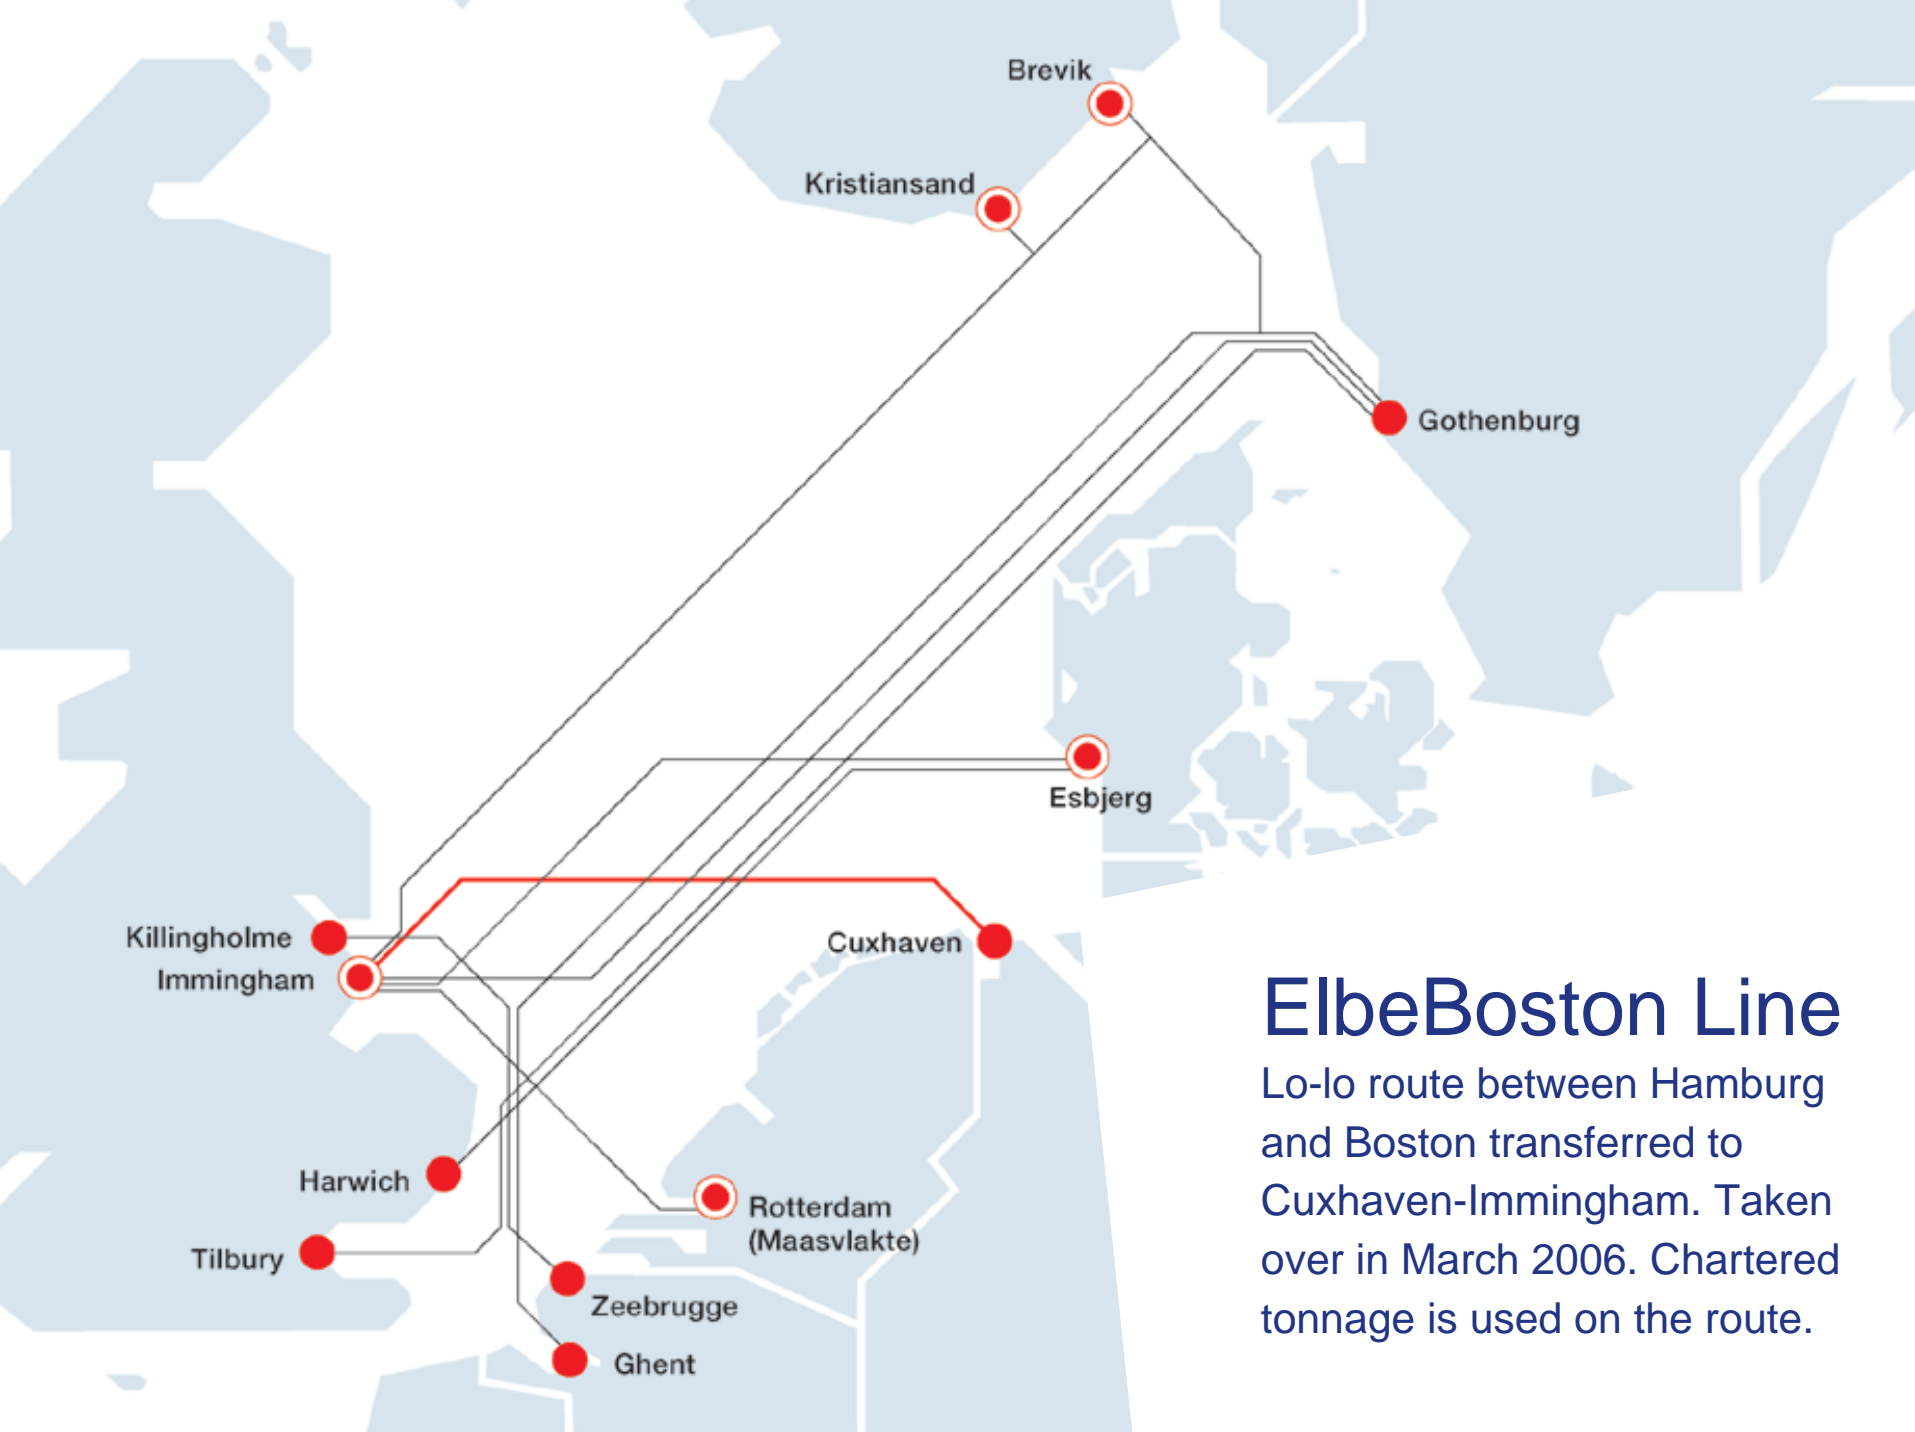 Brevik
Kristiansand
Gothenburg
Esbjerg
Killingholme
Cuxhaven
Immingham
ElbeBoston Line
Lo-lo route between Hamburg
and Boston transferred to
Cuxhaven-Immingham. Taken
over in March 2006. Chartered
tonnage is used on the route.
Harwich
Rotterdam
(Maasvlakte)
Tilbury
Zeebrugge
Ghent